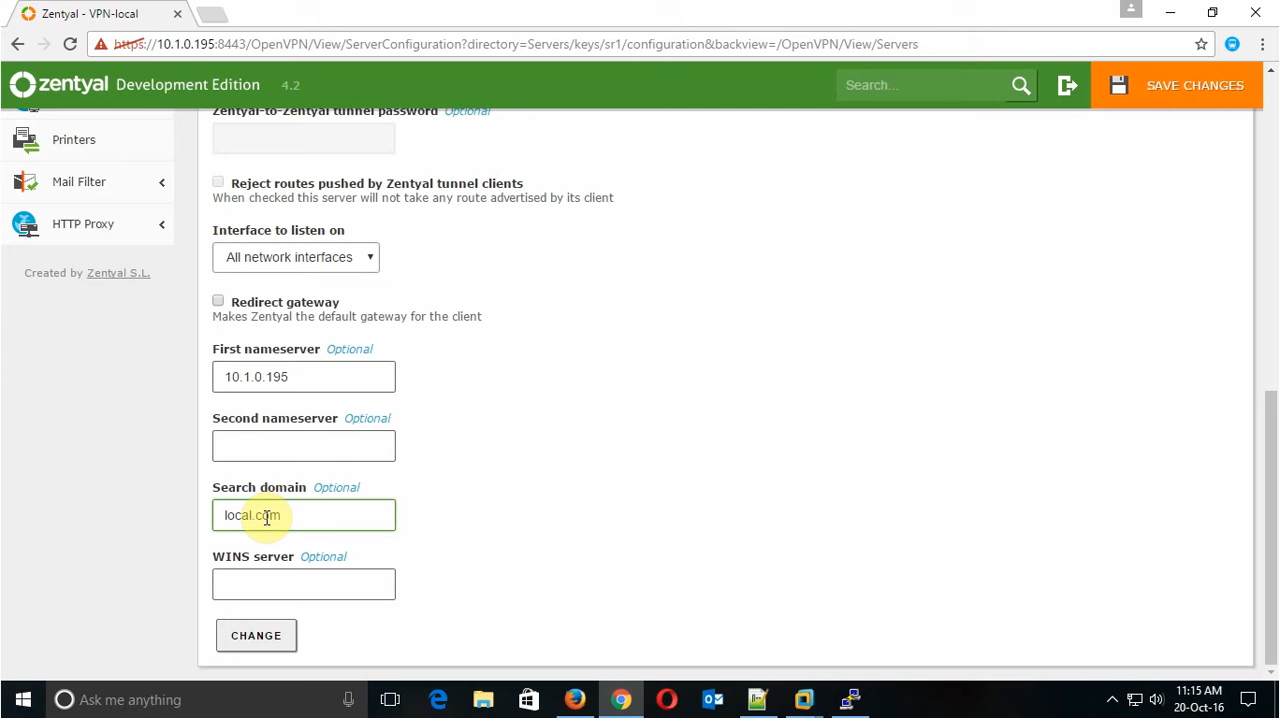 Zentyal - VPN-local
https://10.1.0.195:8443/OpenVPN/View/ServerConfiguration?directory=Servers/keys/sr1/configuration&backview=/OpenVPN/View/Servers
zentyal Development Edition 4.2
Search...
SAVE CHANGES
Printers
Mail Filter
HTTP Proxy
Created by Zentyal S.L.
Zentyal-to-Zentyal tunnel password Optional
Reject routes pushed by Zentyal tunnel clients
When checked this server will not take any route advertised by its client
Interface to listen on
All network interfaces
Redirect gateway
Makes Zentyal the default gateway for the client
First nameserver Optional
10.1.0.195
Second nameserver Optional
Search domain Optional
local.com
WINS server Optional
CHANGE
Ask me anything
11:15 AM
20-Oct-16